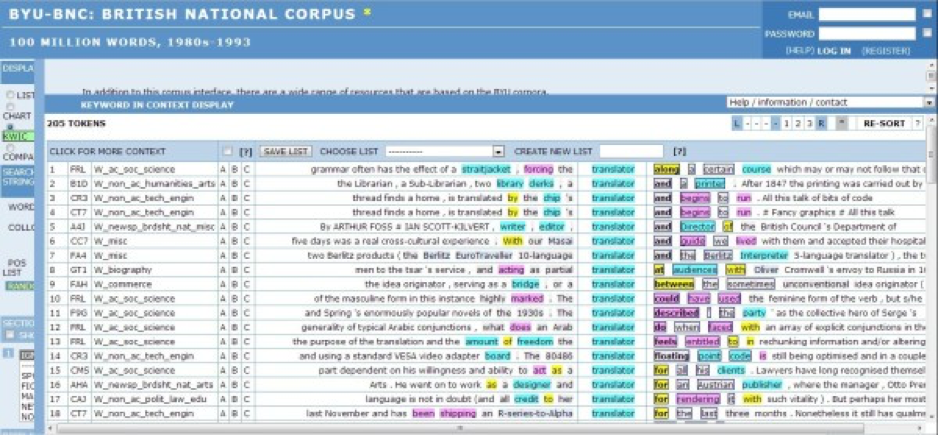 BYU-BNC: BRITISH NATIONAL CORPUS *
100 MILLION WORDS, 1980s-1993
EMAIL
PASSWORD
(HELP) LOG IN (REGISTER)
DISPLA
LIST
CHART
KWIC
COMPA
SEARCH
STRING
WORD
COLLO
POS
LIST
RAND
SECTIO
SHO
1 IGN
SPO
FIC
MA
NE
NO
In addition to this corpus interface, there are a wide range of resources that are based on the BYU corpora.
KEYWORD IN CONTEXT DISPLAY
Help / information / contact
205 TOKENS
L - - - - 1 2 3 R * RE-SORT ?
CLICK FOR MORE CONTEXT [?] SAVE LIST CHOOSE LIST ---------- CREATE NEW LIST [?]
1 FRL W_ac_soc_science A B C grammar often has the effect of a straitjacket , forcing the translator along a certain course which may or may not follow that
2 B1D W_non_ac_humanities_arts A B C the Librarian , a Sub-Librarian , two library clerks , a translator and a printer . After 1847 the printing was carried out by
3 CR3 W_non_ac_tech_engin A B C thread finds a home , is translated by the chip 's translator and begins to run . All this talk of bits of code
4 CT7 W_non_ac_tech_engin A B C thread finds a home , is translated by the chip 's translator and begins to run . # Fancy graphics # All this talk
5 A4J W_newsp_brdsht_nat_misc A B C By ARTHUR FOSS # IAN SCOTT-KILVERT , writer , editor , translator and Director of the British Council 's Department of
6 CC7 W_misc A B C five days was a real cross-cultural experience . With our Masai translator and guide we lived with them and accepted their hospital
7 FA4 W_misc A B C two Berlitz products ( the Berlitz EuroTraveller 10-language translator and the Berlitz Interpreter 5-language translator ) , the
8 GT1 W_biography A B C men to the tsar 's service , and acting as partial translator at audiences with Oliver Cromwell 's envoy to Russia in
9 FAH W_commerce A B C the idea originator , serving as a bridge , or a translator between the sometimes unconventional idea originator (
10 FRL W_ac_soc_science A B C of the masculine form in this instance highly marked . The translator could have used the feminine form of the verb , but s/he
11 F9G W_ac_soc_science A B C and Spring 's enormously popular novels of the 1930s . The translator described ' the party ' as the collective hero of Serge 's
12 FRL W_ac_soc_science A B C generality of typical Arabic conjunctions , what does an Arab translator do when faced with an array of explicit conjunctions in
13 FRL W_ac_soc_science A B C the purpose of the translation and the amount of freedom the translator feels entitled to in rechunking information and/or altering
14 CR3 W_non_ac_tech_engin A B C and using a standard VESA video adapter board . The 80486 translator floating point code is still being optimised and in a couple
15 CMS W_ac_soc_science A B C part dependent on his willingness and ability to act as a translator for all his clients . Lawyers have long recognised themsel
16 AHA W_newsp_brdsht_nat_arts A B C Arts . He went on to work as a designer and translator for an Austrian publisher , where the manager , Otto
17 CAJ W_non_ac_polit_law_edu A B C language is not in doubt (and all credit to her translator for rendering it with such vitality ) . But perhaps her most
18 CT7 W_non_ac_tech_engin A B C last November and has been shipping an R-series-to-Alpha translator for the last three months . Nonetheless it still has